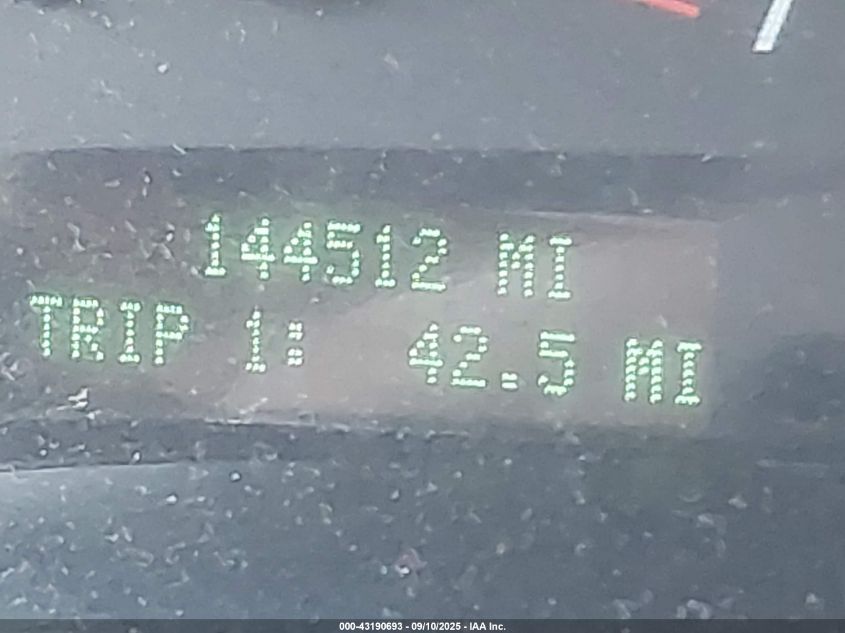 144512 MI
TRIP 1: 42.5 MI
000-43190693 - 09/10/2025 - IAA Inc.